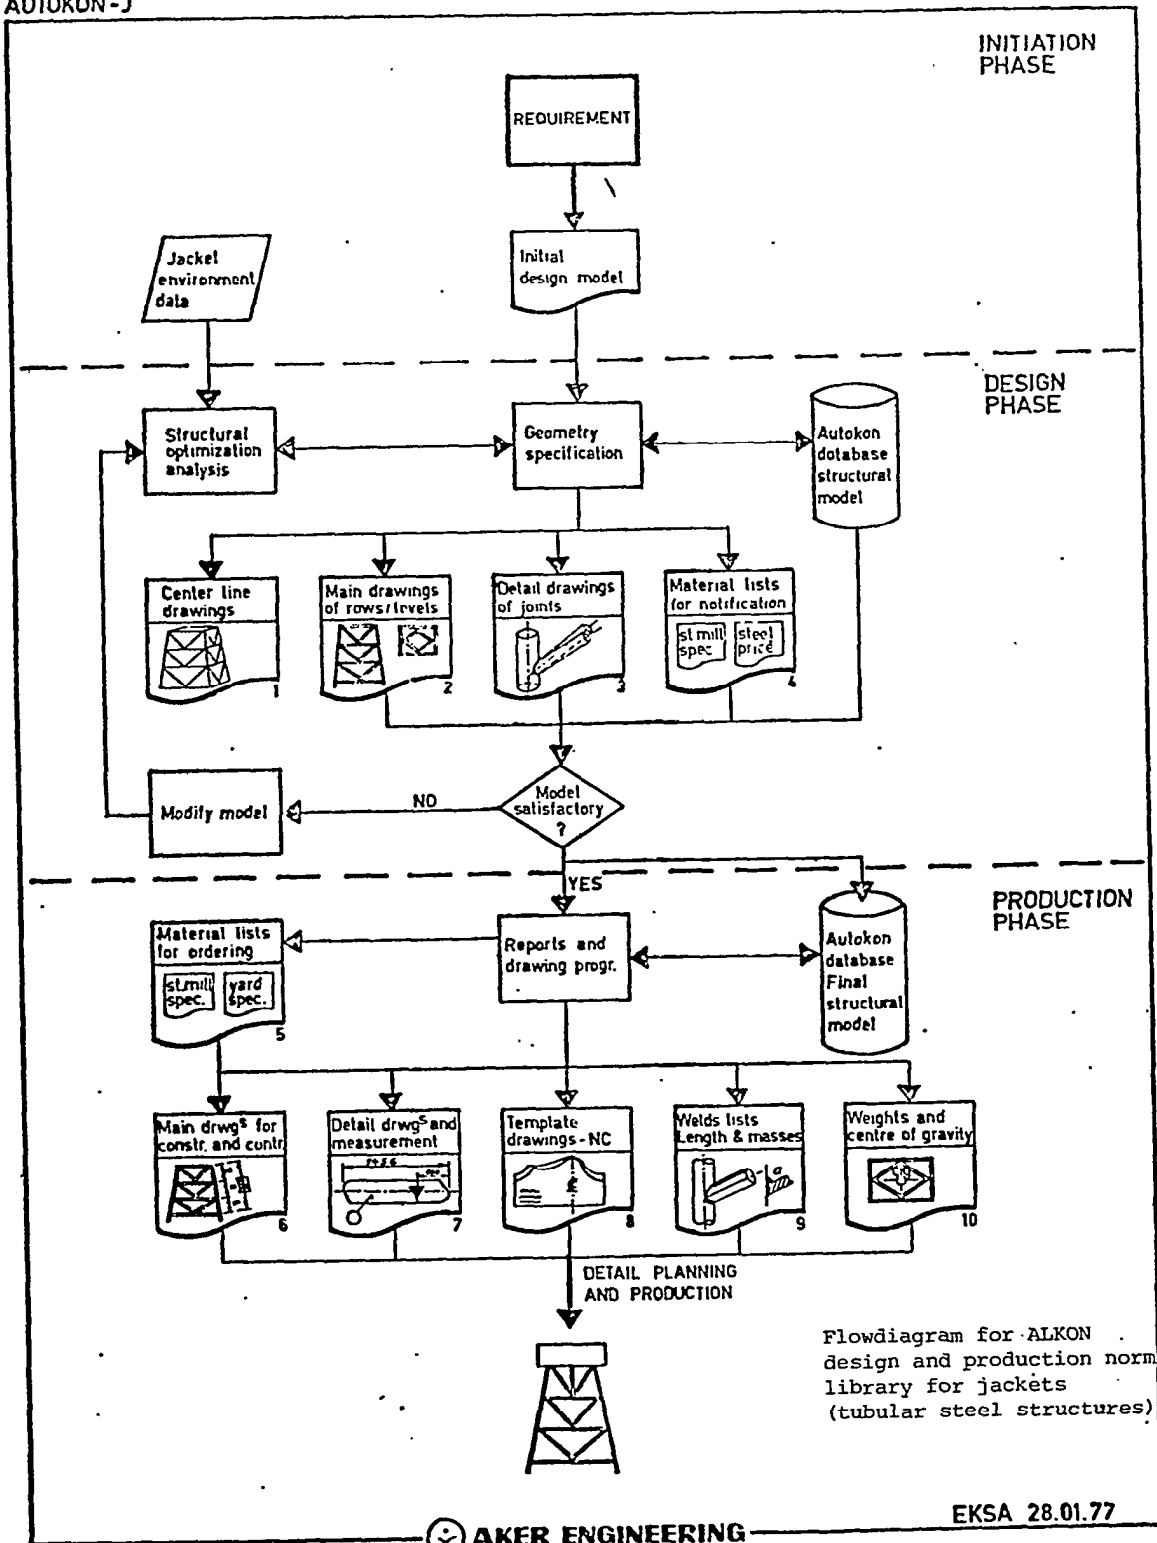 AUTOKON-J
INITIATION
PHASE
REQUIREMENT
Jacket
environment
data
Initial
design model
DESIGN
PHASE
Structural
optimization
analysis
Geometry
specification
Autokon
database
structural
model
Center line
drawings
1
Main drawings
of rows/levels
2
Detail drawings
of joints
3
Material lists
for notification
st mill
spec
steel
price
4
Modify model
NO
Model
satisfactory
?
YES
PRODUCTION
PHASE
Material lists
for ordering
st.mill
spec.
yard
spec.
5
Reports and
drawing progr.
Autokon
database
Final
structural
model
Main drwgs for
constr. and contr.
6
Detail drwgs and
measurement
7
Template
drawings - NC
8
Welds lists
Length & masses
a
9
Weights and
centre of gravity
10
DETAIL PLANNING
AND PRODUCTION
Flowdiagram for ALKON
design and production norm
library for jackets
(tubular steel structures)
EKSA 28.01.77
AKER ENGINEERING